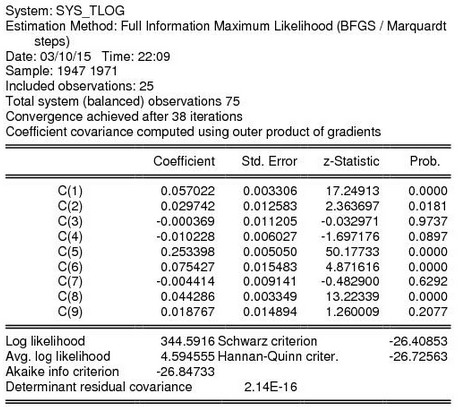 System: SYS_TLOG
Estimation Method: Full Information Maximum Likelihood (BFGS / Marquardt
steps)
Date: 03/10/15 Time: 22:09
Sample: 1947 1971
Included observations: 25
Total system (balanced) observations 75
Convergence achieved after 38 iterations
Coefficient covariance computed using outer product of gradients
Coefficient Std. Error z-Statistic Prob.
C(1) 0.057022 0.003306 17.24913 0.0000
C(2) 0.029742 0.012583 2.363697 0.0181
C(3) -0.000369 0.011205 -0.032971 0.9737
C(4) -0.010228 0.006027 -1.697176 0.0897
C(5) 0.253398 0.005050 50.17733 0.0000
C(6) 0.075427 0.015483 4.871616 0.0000
C(7) -0.004414 0.009141 -0.482900 0.6292
C(8) 0.044286 0.003349 13.22339 0.0000
C(9) 0.018767 0.014894 1.260009 0.2077
Log likelihood 344.5916 Schwarz criterion -26.40853
Avg. log likelihood 4.594555 Hannan-Quinn criter. -26.72563
Akaike info criterion -26.84733
Determinant residual covariance 2.14E-16